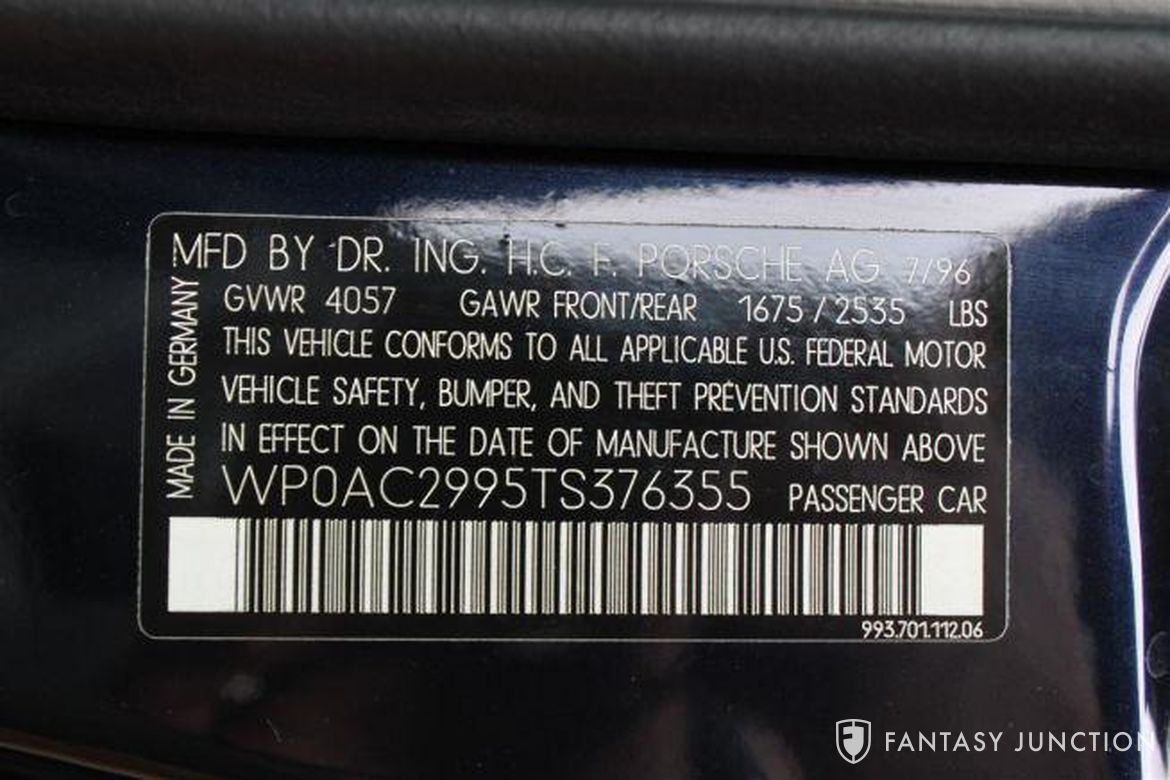 MFD BY DR. ING. H.C. F. PORSCHE AG 7/96
GVWR 4057 GAWR FRONT/REAR 1675 / 2535 LBS
THIS VEHICLE CONFORMS TO ALL APPLICABLE U.S. FEDERAL MOTOR
VEHICLE SAFETY, BUMPER, AND THEFT PREVENTION STANDARDS
IN EFFECT ON THE DATE OF MANUFACTURE SHOWN ABOVE
WP0AC2995TS376355 PASSENGER CAR
MADE IN GERMANY
993.701.112.06
FANTASY JUNCTION